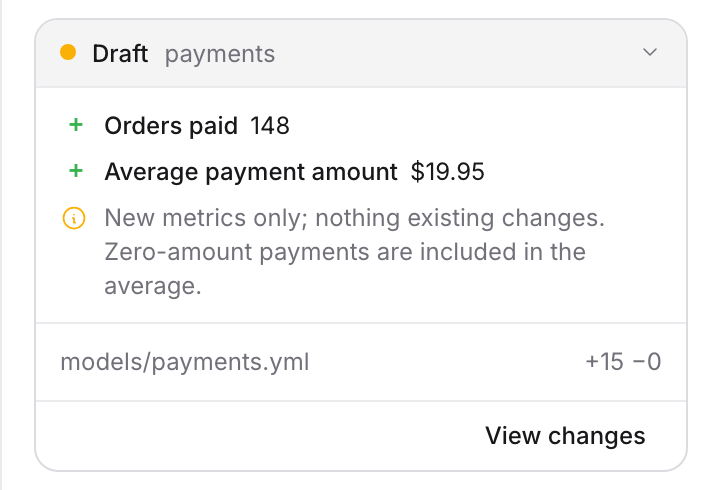 Draft payments
+ Orders paid 148
+ Average payment amount $19.95
New metrics only; nothing existing changes.
Zero-amount payments are included in the
average.
models/payments.yml +15 −0
View changes